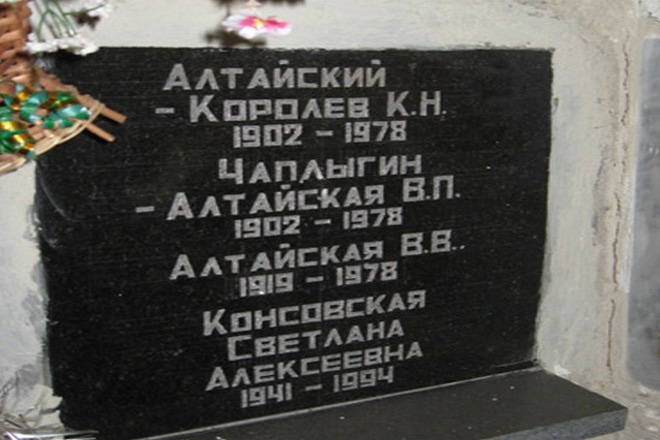 Алтайский
- Королев К.Н.
1902 - 1978
Чаплыгин
- Алтайская В.П.
1902 - 1978
Алтайская В.В..
1919 - 1978
Консовская
Светлана
Алексеевна
1941 - 1994